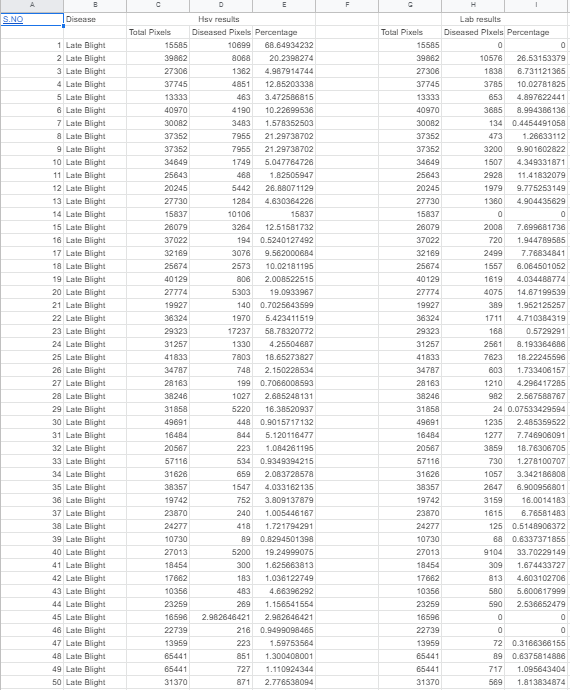 A B C D E F G H I
S.NO Disease Hsv results Lab results
Total Pixels Diseased PIxels Percentage Total Pixels Diseased PIxels Percentage
1 Late Blight 15585 10699 68.64934232 15585 0 0
2 Late Blight 39862 8068 20.2398274 39862 10576 26.53153379
3 Late Blight 27306 1362 4.987914744 27306 1838 6.731121365
4 Late Blight 37745 4851 12.85203338 37745 3785 10.02781825
5 Late Blight 13333 463 3.472586815 13333 653 4.897622441
6 Late Blight 40970 4190 10.22699536 40970 3685 8.994386136
7 Late Blight 30082 3483 1.578352503 30082 134 0.4454491058
8 Late Blight 37352 7955 21.29738702 37352 473 1.26633112
9 Late Blight 37352 7955 21.29738702 37352 3200 9.901602822
10 Late Blight 34649 1749 5.047764726 34649 1507 4.349331871
11 Late Blight 25643 468 1.82505947 25643 2928 11.41832079
12 Late Blight 20245 5442 26.88071129 20245 1979 9.775253149
13 Late Blight 27730 1284 4.630364226 27730 1360 4.904435629
14 Late Blight 15837 10106 15837 15837 0 0
15 Late Blight 26079 3264 12.51581732 26079 2008 7.699681736
16 Late Blight 37022 194 0.5240127492 37022 720 1.944789585
17 Late Blight 32169 3076 9.562000684 32169 2499 7.76834841
18 Late Blight 25674 2573 10.02181195 25674 1557 6.064501052
19 Late Blight 40129 806 2.008522515 40129 1619 4.034488774
20 Late Blight 27774 5303 19.0933967 27774 4075 14.67199539
21 Late Blight 19927 140 0.7025643599 19927 389 1.952125257
22 Late Blight 36324 1970 5.423411519 36324 1711 4.710384319
23 Late Blight 29323 17237 58.78320772 29323 168 0.5729291
24 Late Blight 31257 1330 4.25504687 31257 2561 8.193364686
25 Late Blight 41833 7803 18.65273827 41833 7623 18.22245596
26 Late Blight 34787 748 2.150228534 34787 603 1.733406157
27 Late Blight 28163 199 0.7066008593 28163 1210 4.296417285
28 Late Blight 38246 1027 2.685248131 38246 982 2.567588767
29 Late Blight 31858 5220 16.38520937 31858 24 0.07533429594
30 Late Blight 49691 448 0.9015717132 49691 1235 2.485359522
31 Late Blight 16484 844 5.120116477 16484 1277 7.746906091
32 Late Blight 20567 223 1.084261195 20567 3859 18.76306705
33 Late Blight 57116 534 0.9349394215 57116 730 1.278100707
34 Late Blight 31626 659 2.083728578 31626 1057 3.342186808
35 Late Blight 38357 1547 4.033162135 38357 2647 6.900956801
36 Late Blight 19742 752 3.809137879 19742 3159 16.0014183
37 Late Blight 23870 240 1.005446167 23870 1615 6.76581483
38 Late Blight 24277 418 1.721794291 24277 125 0.5148906372
39 Late Blight 10730 89 0.8294501398 10730 68 0.6337371855
40 Late Blight 27013 5200 19.24999075 27013 9104 33.70229149
41 Late Blight 18454 300 1.625663813 18454 309 1.674433727
42 Late Blight 17662 183 1.036122749 17662 813 4.603102706
43 Late Blight 10356 483 4.66396292 10356 580 5.600617999
44 Late Blight 23259 269 1.156541554 23259 590 2.536652479
45 Late Blight 16596 2.982646421 2.982646421 16596 0 0
46 Late Blight 22739 216 0.9499098465 22739 0 0
47 Late Blight 13959 223 1.59753564 13959 72 0.3166366155
48 Late Blight 65441 851 1.300408001 65441 89 0.6375814886
49 Late Blight 65441 727 1.110924344 65441 717 1.095643404
50 Late Blight 31370 871 2.776538094 31370 569 1.813834874